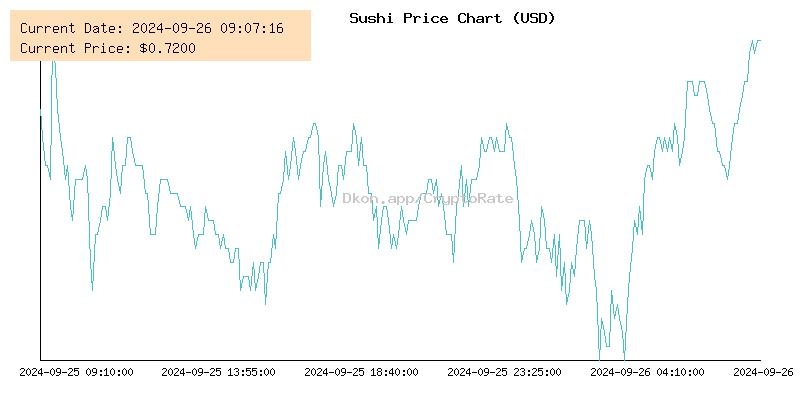 Sushi Price Chart (USD)
Current Date: 2024-09-26 09:07:16
Current Price: $0.7200
Dkoh.app/CryptoRate
2024-09-25 09:10:00 2024-09-25 13:55:00 2024-09-25 18:40:00 2024-09-25 23:25:00 2024-09-26 04:10:00 2024-09-26